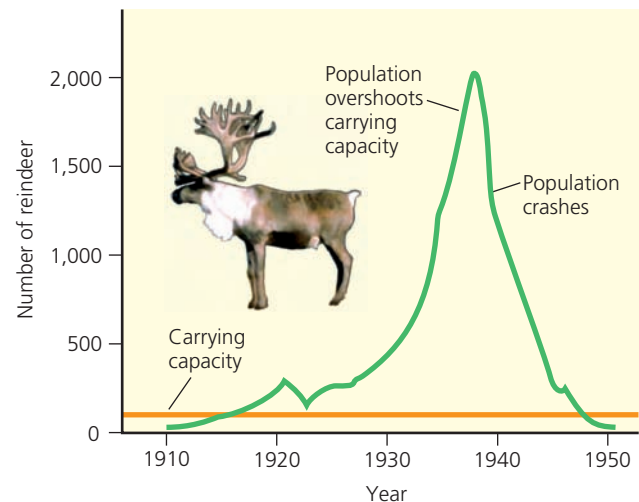 Number of reindeer
2,000
1,500
1,000
500
0
Population
overshoots
carrying
capacity
Population
crashes
Carrying
capacity
1910
1920
1930
1940
1950
Year